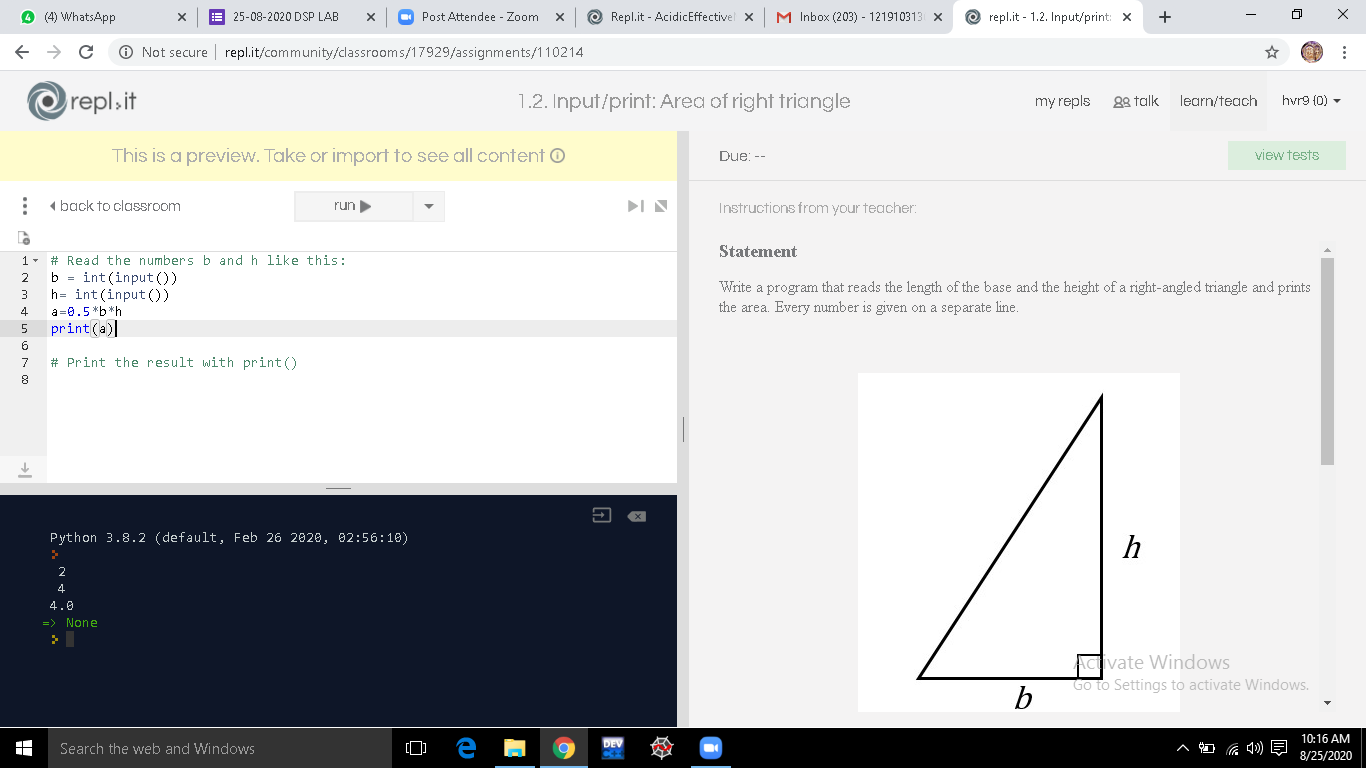 (4) WhatsApp
25-08-2020 DSP LAB
Post Attendee - Zoom
Repl.it - AcidicEffective
Inbox (203) - 121910313
repl.it - 1.2. Input/print:
Not secure | repl.it/community/classrooms/17929/assignments/110214
repl.it
1.2. Input/print: Area of right triangle
my repls
talk
learn/teach
hvr9 (0)
This is a preview. Take or import to see all content
back to classroom
run
1 # Read the numbers b and h like this:
2 b = int(input())
3 h= int(input())
4 a=0.5*b*h
5 print(a)
6
7 # Print the result with print()
8
Python 3.8.2 (default, Feb 26 2020, 02:56:10)
2
4
4.0
=> None
Due: --
view tests
Instructions from your teacher:
Statement
Write a program that reads the length of the base and the height of a right-angled triangle and prints
the area. Every number is given on a separate line.
h
b
Activate Windows
Go to Settings to activate Windows.
Search the web and Windows
DEV
10:16 AM
8/25/2020